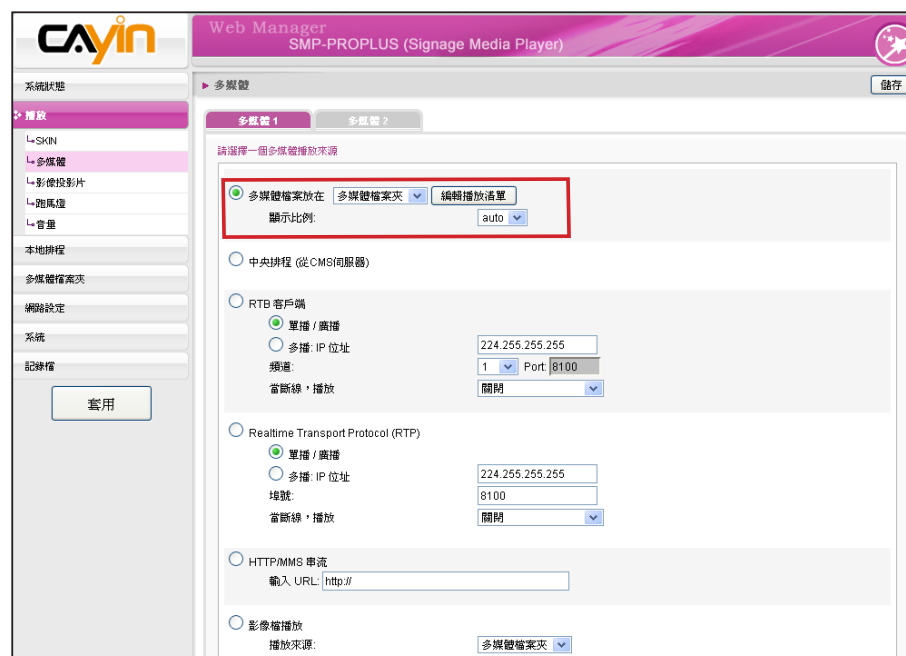 CAYIN
Web Manager
SMP-PROPLUS (Signage Media Player)
系統狀態
播放
SKIN
多媒體
影像投影片
跑馬燈
音量
本地排程
多媒體檔案夾
網路設定
系統
記錄檔
套用
多媒體
儲存
多媒體 1 多媒體 2
請選擇一個多媒體播放來源
多媒體檔案放在 多媒體檔案夾 編輯播放清單
顯示比例: auto
中央排程 (從CMS伺服器)
RTB 客戶端
單播 / 廣播
多播: IP 位址 224.255.255.255
頻道: 1 Port: 8100
當斷線，播放 關閉
Realtime Transport Protocol (RTP)
單播 / 廣播
多播: IP 位址 224.255.255.255
埠號: 8100
當斷線，播放 關閉
HTTP/MMS 串流
輸入 URL: http://
影像檔播放
播放來源: 多媒體檔案夾